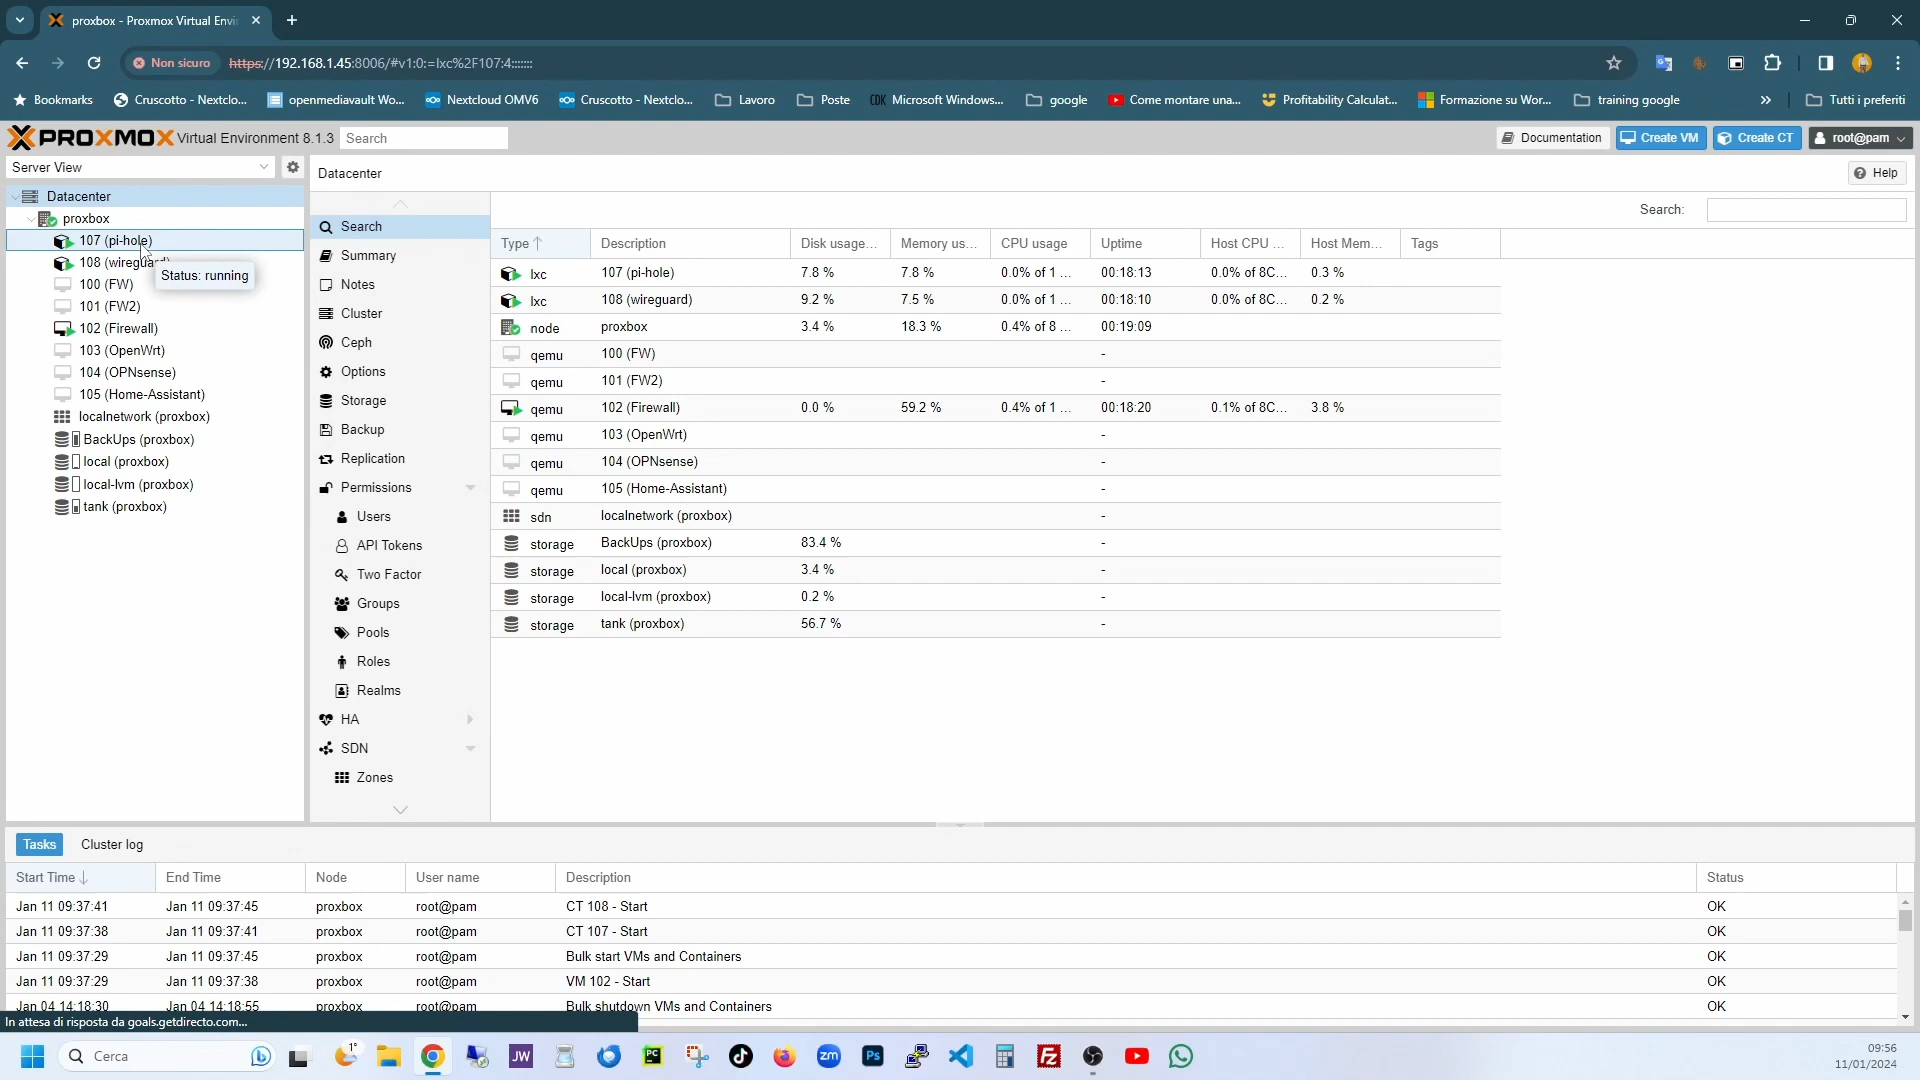 proxbox - Proxmox Virtual Envi
Non sicuro https://192.168.1.45:8006/#v1:0:=lxc%2F107:4:::::::
Bookmarks Cruscotto - Nextclo... openmediavault Wo... Nextcloud OMV6 Cruscotto - Nextclo... Lavoro Poste CDK Microsoft Windows... google Come montare una... Profitability Calculat... Formazione su Wor... training google » Tutti i preferiti
PROXMOX Virtual Environment 8.1.3 Search Documentation Create VM Create CT root@pam
Server View
Datacenter
proxbox
107 (pi-hole)
108 (wireguard)
Status: running
100 (FW)
101 (FW2)
102 (Firewall)
103 (OpenWrt)
104 (OPNsense)
105 (Home-Assistant)
localnetwork (proxbox)
BackUps (proxbox)
local (proxbox)
local-lvm (proxbox)
tank (proxbox)
Datacenter Help
Search
Summary
Notes
Cluster
Ceph
Options
Storage
Backup
Replication
Permissions
Users
API Tokens
Two Factor
Groups
Pools
Roles
Realms
HA
SDN
Zones
Search:
Type Description Disk usage... Memory us... CPU usage Uptime Host CPU ... Host Mem... Tags
lxc 107 (pi-hole) 7.8 % 7.8 % 0.0% of 1 ... 00:18:13 0.0% of 8C... 0.3 %
lxc 108 (wireguard) 9.2 % 7.5 % 0.0% of 1 ... 00:18:10 0.0% of 8C... 0.2 %
node proxbox 3.4 % 18.3 % 0.4% of 8 ... 00:19:09
qemu 100 (FW) -
qemu 101 (FW2) -
qemu 102 (Firewall) 0.0 % 59.2 % 0.4% of 1 ... 00:18:20 0.1% of 8C... 3.8 %
qemu 103 (OpenWrt) -
qemu 104 (OPNsense) -
qemu 105 (Home-Assistant) -
sdn localnetwork (proxbox) -
storage BackUps (proxbox) 83.4 % -
storage local (proxbox) 3.4 % -
storage local-lvm (proxbox) 0.2 % -
storage tank (proxbox) 56.7 % -
Tasks Cluster log
Start Time End Time Node User name Description Status
Jan 11 09:37:41 Jan 11 09:37:45 proxbox root@pam CT 108 - Start OK
Jan 11 09:37:38 Jan 11 09:37:41 proxbox root@pam CT 107 - Start OK
Jan 11 09:37:29 Jan 11 09:37:45 proxbox root@pam Bulk start VMs and Containers OK
Jan 11 09:37:29 Jan 11 09:37:38 proxbox root@pam VM 102 - Start OK
Jan 04 14:18:30 Jan 04 14:18:55 proxbox root@pam Bulk shutdown VMs and Containers OK
In attesa di risposta da goals.getdirecto.com...
Cerca 1° JW PC zm Ps FZ 09:56
11/01/2024